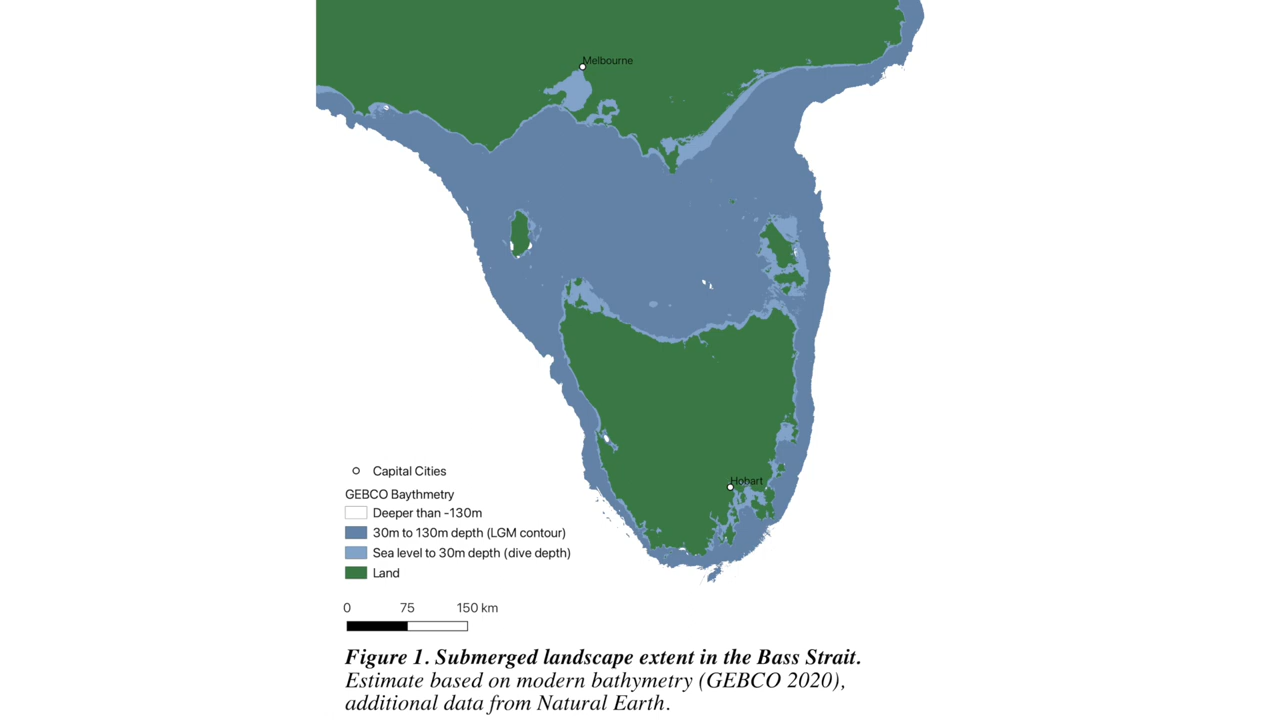 Melbourne
Hobart
Capital Cities
GEBCO Baythmetry
Deeper than -130m
30m to 130m depth (LGM contour)
Sea level to 30m depth (dive depth)
Land
0 75 150 km
Figure 1. Submerged landscape extent in the Bass Strait.
Estimate based on modern bathymetry (GEBCO 2020),
additional data from Natural Earth.